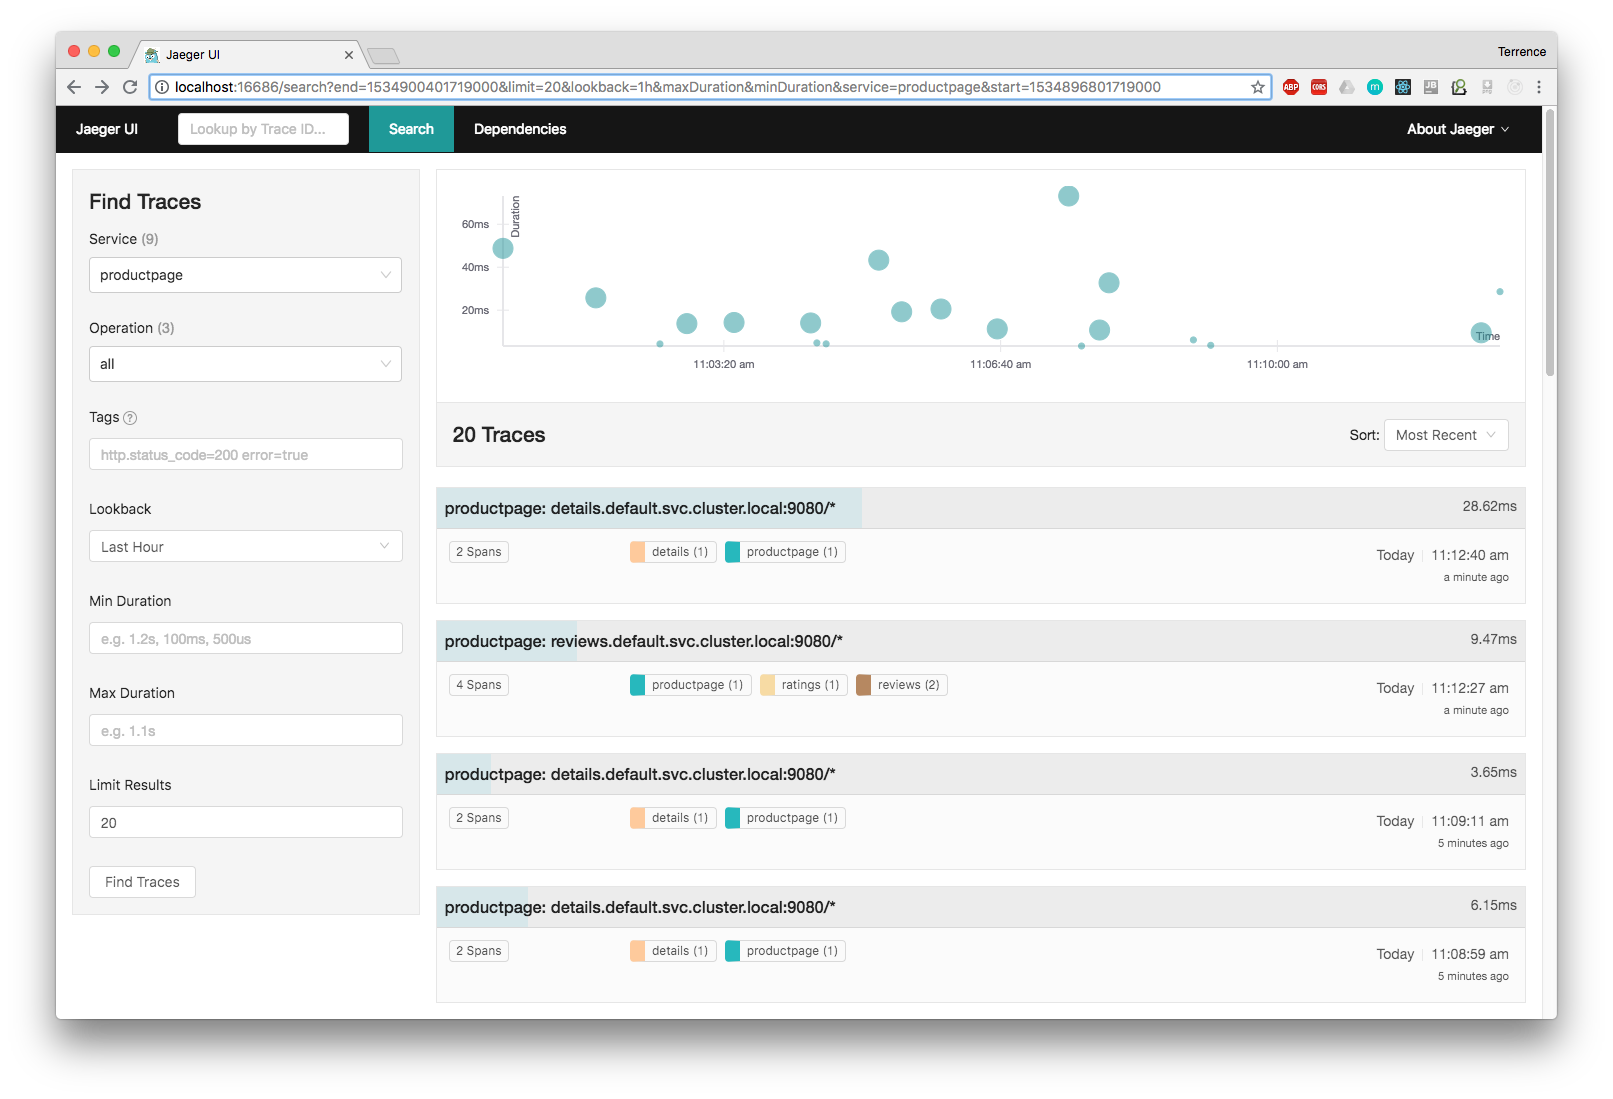 Jaeger UI
Terrence
localhost:16686/search?end=1534900401719000&limit=20&lookback=1h&maxDuration&minDuration&service=productpage&start=1534896801719000
ABP
CORS
m
JB
Jaeger UI
Lookup by Trace ID...
Search
Dependencies
About Jaeger
Find Traces
Service (9)
productpage
Operation (3)
all
Tags ?
http.status_code=200 error=true
Lookback
Last Hour
Min Duration
e.g. 1.2s, 100ms, 500us
Max Duration
e.g. 1.1s
Limit Results
20
Find Traces
Duration
60ms
40ms
20ms
Time
11:03:20 am
11:06:40 am
11:10:00 am
20 Traces
Sort: Most Recent
productpage: details.default.svc.cluster.local:9080/* 28.62ms
2 Spans details (1) productpage (1) Today 11:12:40 am
a minute ago
productpage: reviews.default.svc.cluster.local:9080/* 9.47ms
4 Spans productpage (1) ratings (1) reviews (2) Today 11:12:27 am
a minute ago
productpage: details.default.svc.cluster.local:9080/* 3.65ms
2 Spans details (1) productpage (1) Today 11:09:11 am
5 minutes ago
productpage: details.default.svc.cluster.local:9080/* 6.15ms
2 Spans details (1) productpage (1) Today 11:08:59 am
5 minutes ago